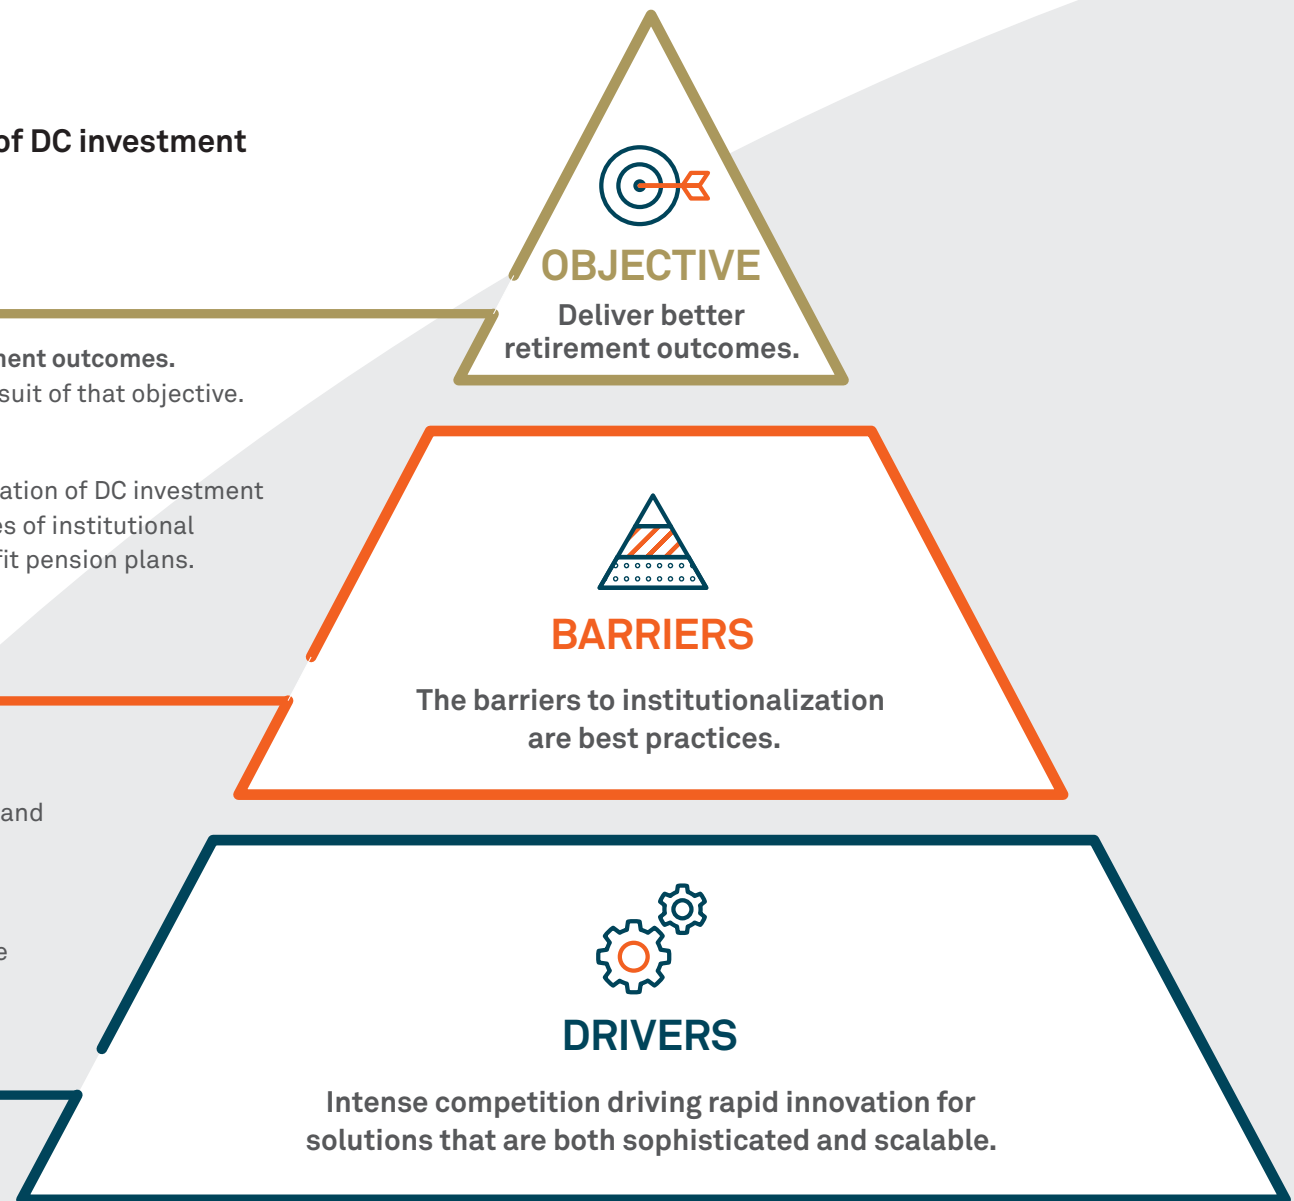 of DC investment
OBJECTIVE
Deliver better
retirement outcomes.
ment outcomes.
suit of that objective.
ation of DC investment
es of institutional
fit pension plans.
BARRIERS
The barriers to institutionalization
are best practices.
and
e
DRIVERS
Intense competition driving rapid innovation for
solutions that are both sophisticated and scalable.